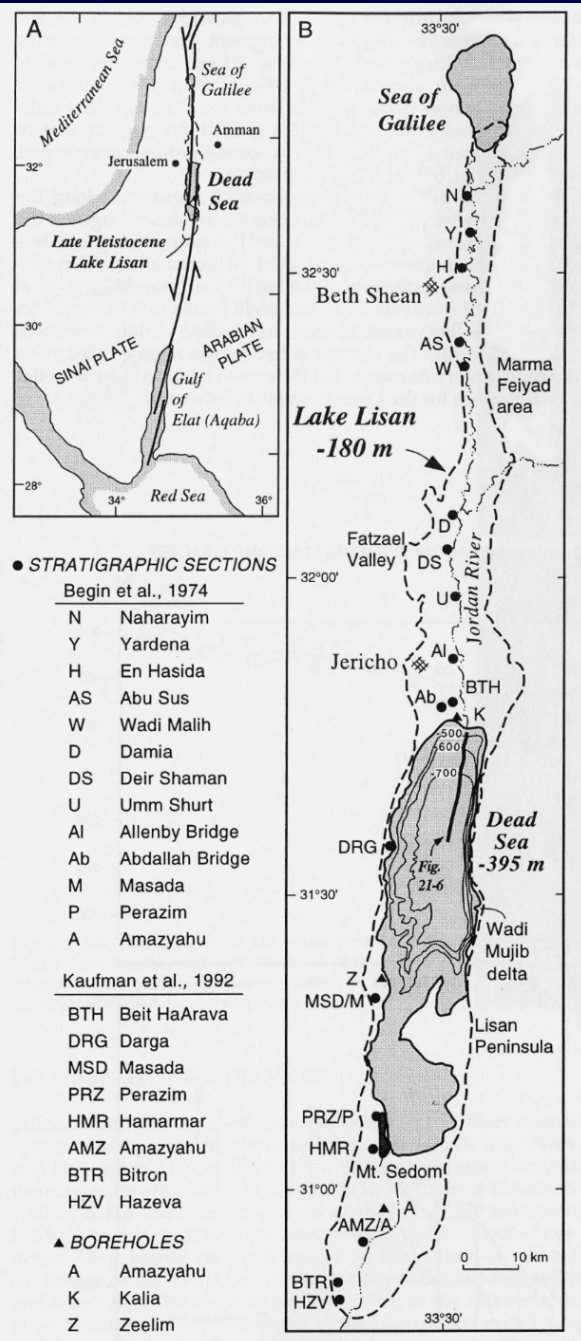 A
Mediterranean Sea
Sea of
Galilee
Amman
32
Jerusalem
Dead
Sea
Late Pleistocene
Lake Lisan
30
SINAI PLATE
ARABIAN
PLATE
Gulf
of
Elat (Aqaba)
28°
Red Sea
34°
36°
● STRATIGRAPHIC SECTIONS
Begin et al., 1974
N Naharayim
Y Yardena
H En Hasida
AS Abu Sus
W Wadi Malih
D Damia
DS Deir Shaman
U Umm Shurt
Al Allenby Bridge
Ab Abdallah Bridge
M Masada
P Perazim
A Amazyahu
Kaufman et al., 1992
BTH Beit HaArava
DRG Darga
MSD Masada
PRZ Perazim
HMR Hamarmar
AMZ Amazyahu
BTR Bitron
HZV Hazeva
▲ BOREHOLES
A Amazyahu
K Kalia
Z Zeelim
B
33°30'
Sea of
Galilee
N
Y
H
32°30'
Beth Shean
AS
W
Marma
Feiyad
area
Lake Lisan
-180 m
D
Fatzael
Valley
DS
32°00'
U
Jordan River
Al
Jericho
BTH
Ab
K
-500
-600
-700
Dead
Sea
-395 m
DRG
Fig.
21-6
31°30'
Wadi
Mujib
delta
Z
MSD/M
Lisan
Peninsula
PRZ/P
HMR
Mt. Sedom
31°00'
A
AMZ/A
0 10 km
BTR
HZV
33°30'